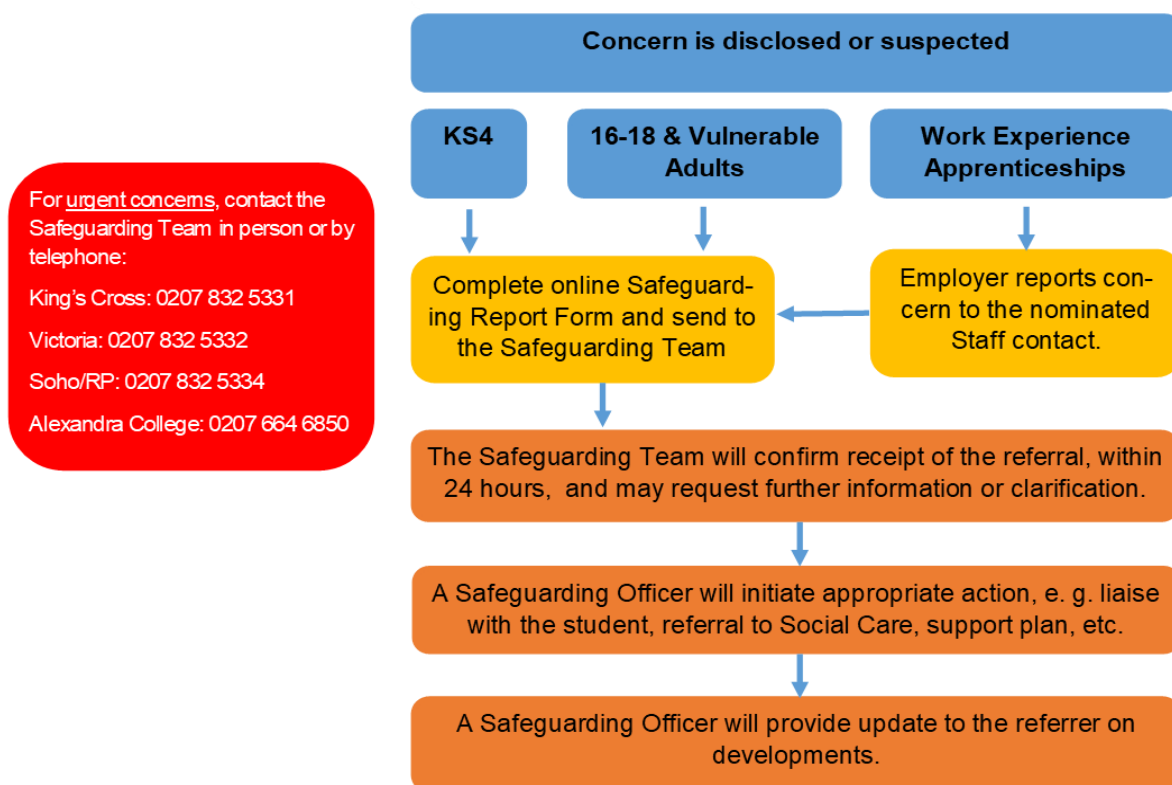 Concern is disclosed or suspected
KS4
16-18 & Vulnerable
Adults
Work Experience
Apprenticeships
For urgent concerns, contact the
Safeguarding Team in person or by
telephone:
King's Cross: 0207 832 5331
Victoria: 0207 832 5332
Soho/RP: 0207 832 5334
Alexandra College: 0207 664 6850
Complete online Safeguard-
ing Report Form and send to
the Safeguarding Team
Employer reports con-
cern to the nominated
Staff contact.
The Safeguarding Team will confirm receipt of the referral, within
24 hours,  and may request further information or clarification.
A Safeguarding Officer will initiate appropriate action, e. g. liaise
with the student, referral to Social Care, support plan, etc.
A Safeguarding Officer will provide update to the referrer on
developments.